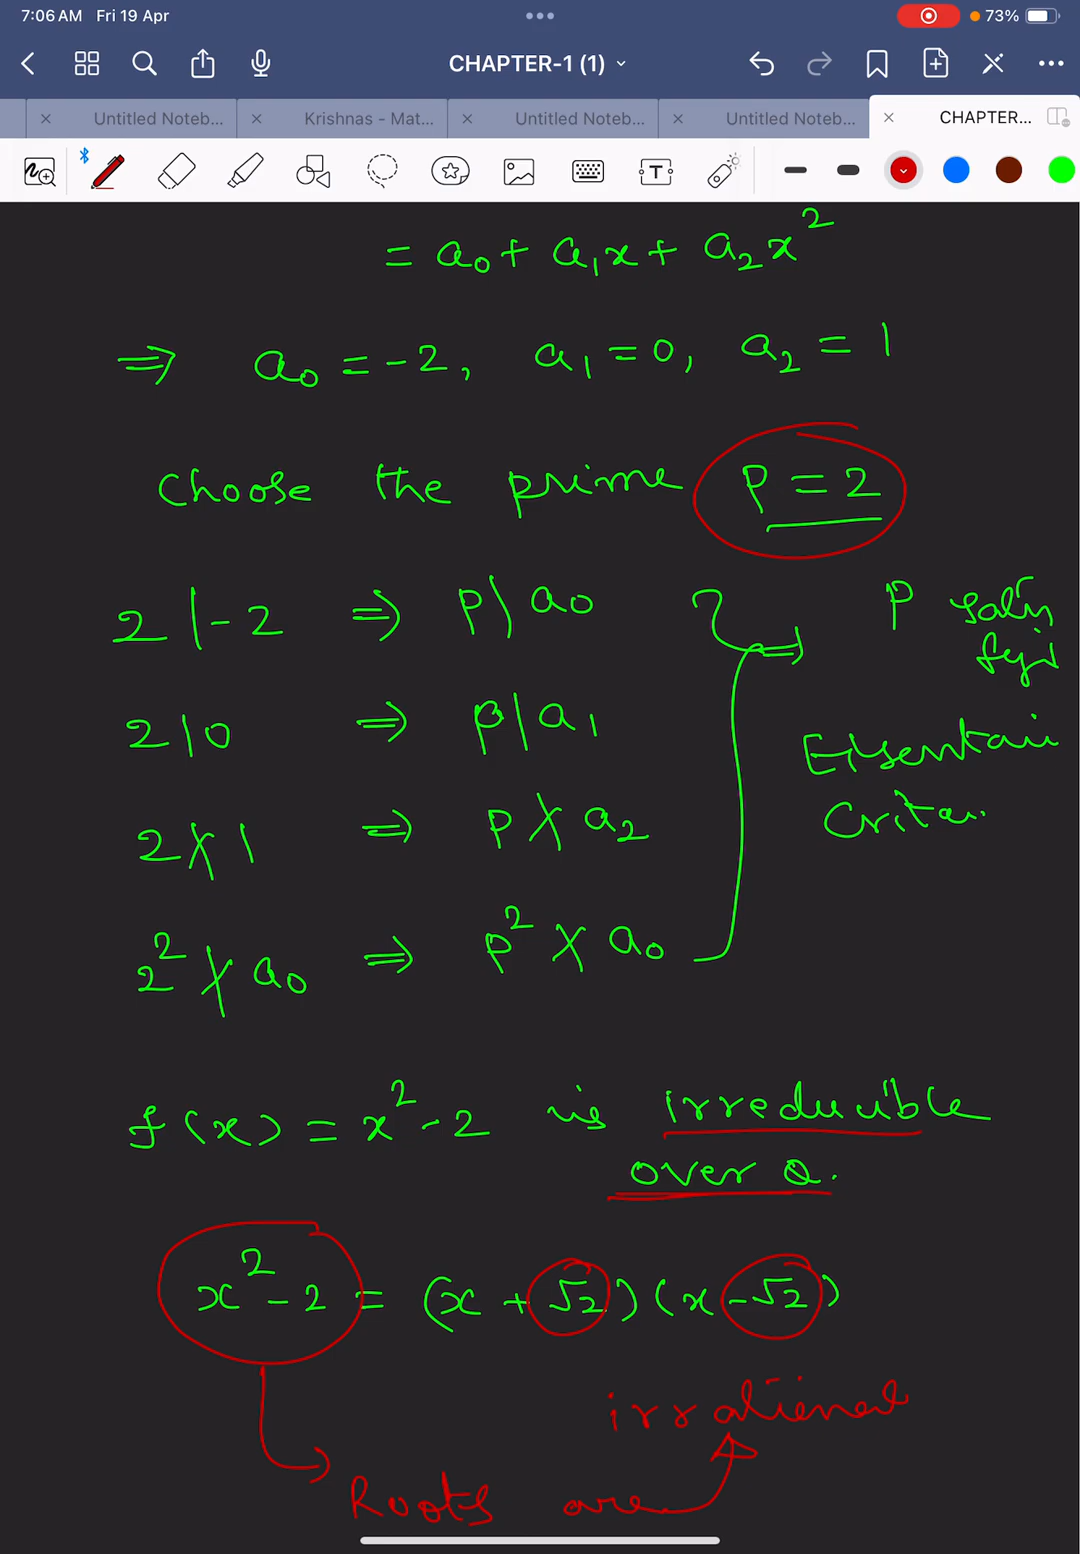 7:06 AM Fri 19 Apr
73%
CHAPTER-1 (1)
Untitled Noteb...
Krishnas - Mat...
Untitled Noteb...
Untitled Noteb...
CHAPTER...
T
= a₀ + a₁x + a₂x²
⇒ a₀ = -2, a₁ = 0, a₂ = 1
Choose the prime P = 2
2 | -2 ⇒ p | a₀
2 | 0 ⇒ p | a₁
2 ∤ 1 ⇒ p ∤ a₂
2² ∤ a₀ ⇒ p² ∤ a₀
⇒ P
f(x) = x² - 2 is irreducible
over Q.
x² - 2 = (x + √2)(x - √2)
irrational
Roots are